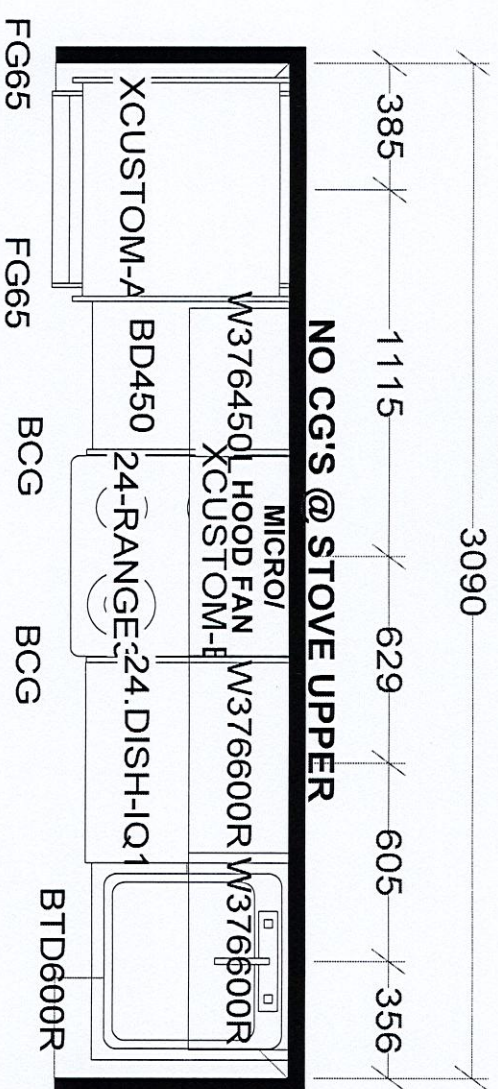 3090
385 1115 629 605 356
NO CG'S @ STOVE UPPER
MICRO/
HOOD FAN
W376450L XCUSTOM-E W376600R W376600R
XCUSTOM-A BD450 24-RANGE 24.DISH-IQ1
BTD600R
FG65 FG65 BCG BCG